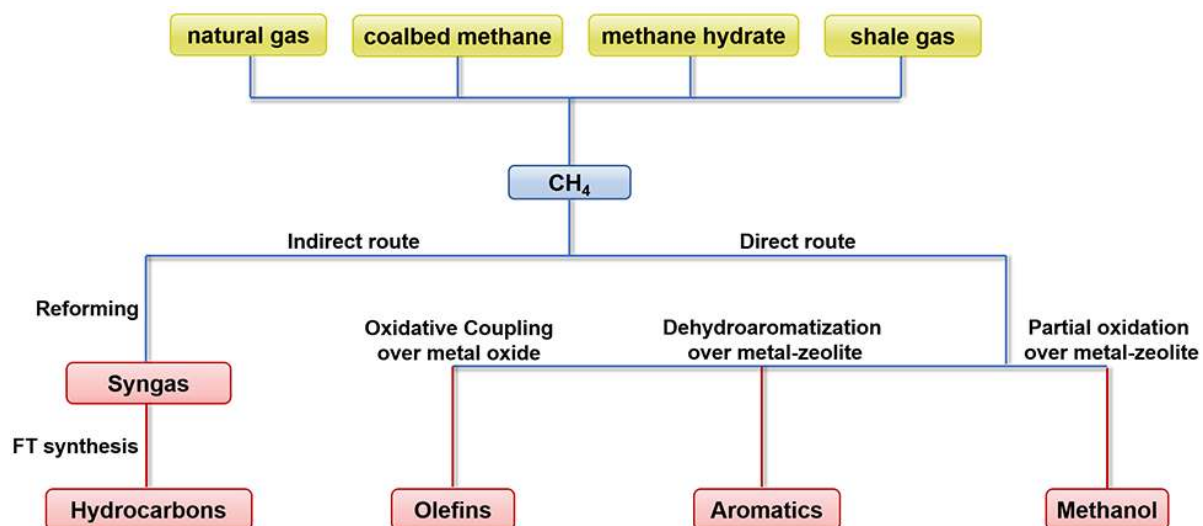 natural gas
coalbed methane
methane hydrate
shale gas
CH₄
Indirect route
Direct route
Reforming
Oxidative Coupling
over metal oxide
Dehydroaromatization
over metal-zeolite
Partial oxidation
over metal-zeolite
Syngas
FT synthesis
Hydrocarbons
Olefins
Aromatics
Methanol